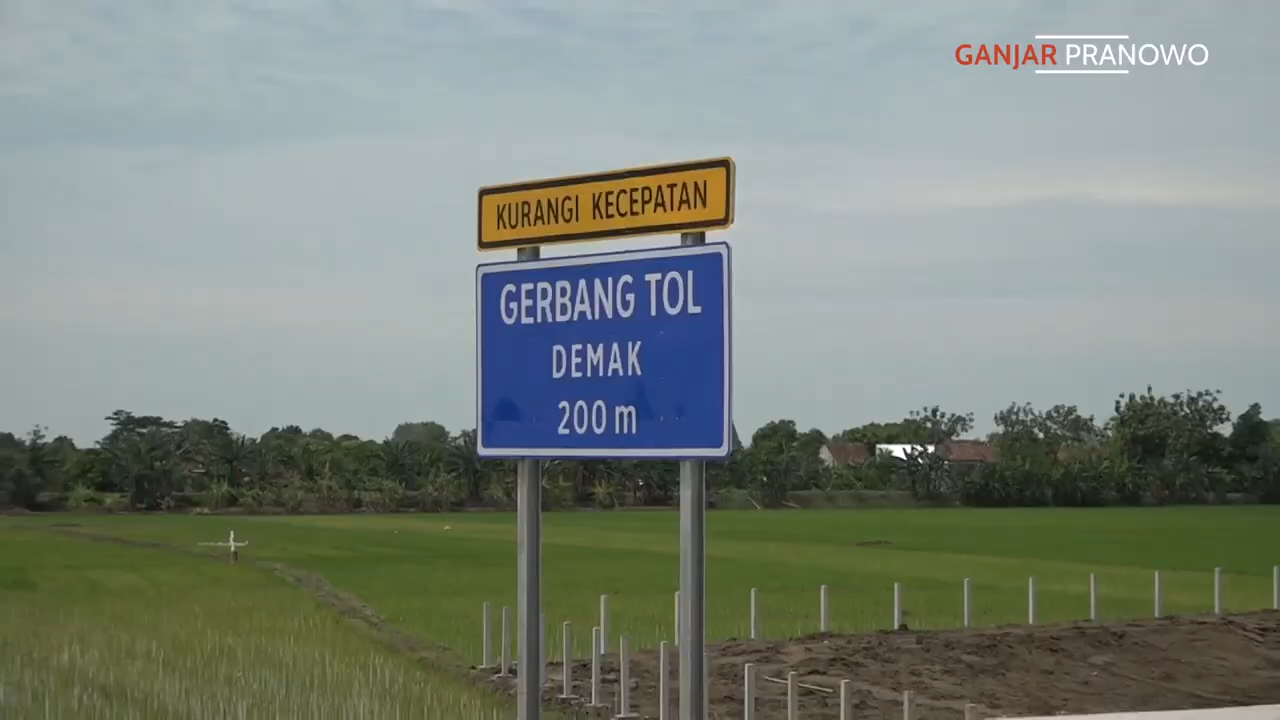 GANJAR PRANOWO
KURANGI KECEPATAN
GERBANG TOL
DEMAK
200 m